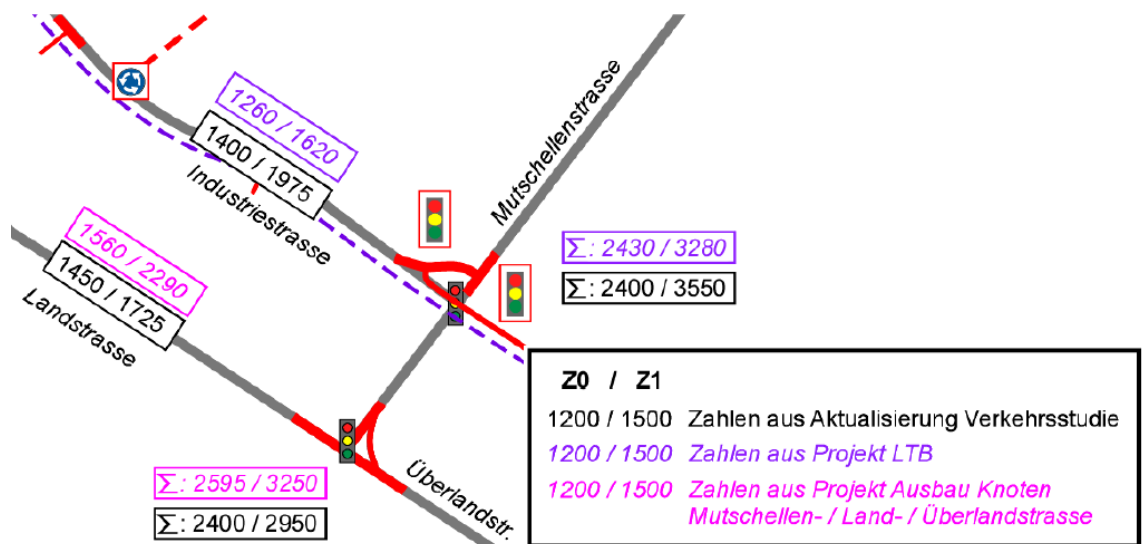 1260 / 1620
1400 / 1975
Industriestrasse
Mutschellenstrasse
1560 / 2290
1450 / 1725
Landstrasse
Σ: 2430 / 3280
Σ: 2400 / 3550
Z0 / Z1
1200 / 1500 Zahlen aus Aktualisierung Verkehrsstudie
1200 / 1500 Zahlen aus Projekt LTB
1200 / 1500 Zahlen aus Projekt Ausbau Knoten
Mutschellen- / Land- / Überlandstrasse
Überlandstr.
Σ: 2595 / 3250
Σ: 2400 / 2950